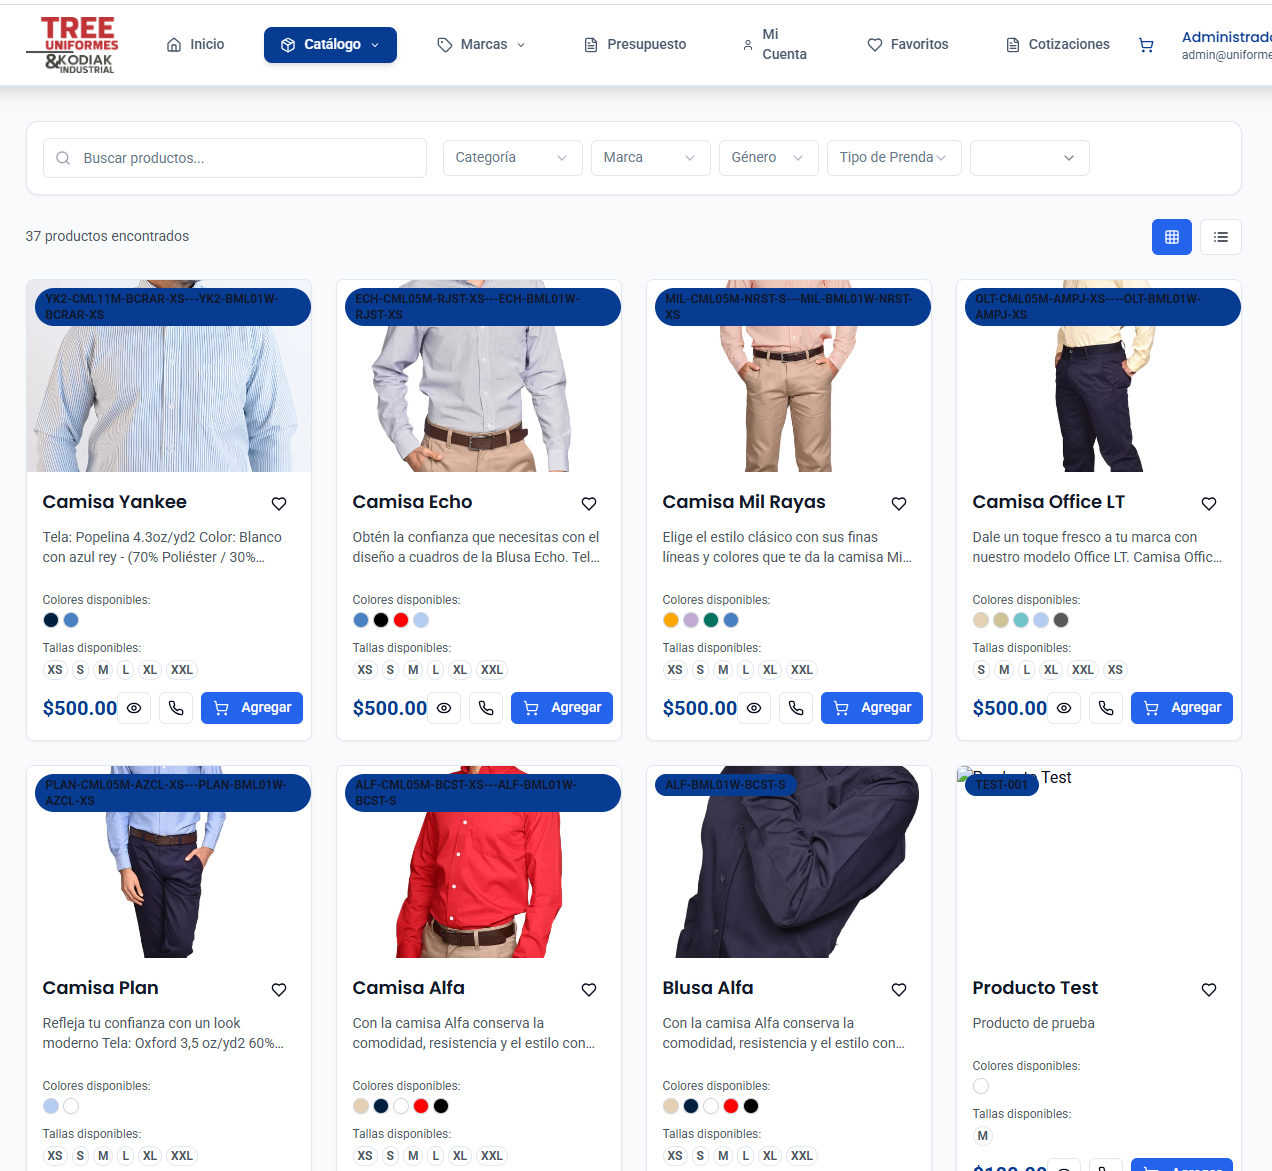 TREE
UNIFORMES
&KODIAK
INDUSTRIAL
Inicio
Catálogo
Marcas
Presupuesto
Mi
Cuenta
Favoritos
Cotizaciones
Administrado
admin@uniforme
Buscar productos...
Categoría
Marca
Género
Tipo de Prenda
37 productos encontrados
YK2-CML11M-BCRAR-XS---YK2-BML01W-
BCRAR-XS
ECH-CML05M-RJST-XS---ECH-BML01W-
RJST-XS
MIL-CML05M-NRST-S---MIL-BML01W-NRST-
XS
OLT-CML05M-AMPJ-XS----OLT-BML01W-
AMPJ-XS
Camisa Yankee
Camisa Echo
Camisa Mil Rayas
Camisa Office LT
Tela: Popelina 4.3oz/yd2 Color: Blanco
con azul rey - (70% Poliéster / 30%...
Obtén la confianza que necesitas con el
diseño a cuadros de la Blusa Echo. Tel...
Elige el estilo clásico con sus finas
líneas y colores que te da la camisa Mi...
Dale un toque fresco a tu marca con
nuestro modelo Office LT. Camisa Offic...
Colores disponibles:
Colores disponibles:
Colores disponibles:
Colores disponibles:
Tallas disponibles:
Tallas disponibles:
Tallas disponibles:
Tallas disponibles:
XS S M L XL XXL
XS S M L XL XXL
XS S M L XL XXL
S M L XL XXL XS
$500.00 Agregar
$500.00 Agregar
$500.00 Agregar
$500.00 Agregar
PLAN-CML05M-AZCL-XS---PLAN-BML01W-
AZCL-XS
ALF-CML05M-BCST-XS---ALF-BML01W-
BCST-S
ALF-BML01W-BCST-S
Producto Test
TEST-001
Camisa Plan
Camisa Alfa
Blusa Alfa
Producto Test
Refleja tu confianza con un look
moderno Tela: Oxford 3,5 oz/yd2 60%...
Con la camisa Alfa conserva la
comodidad, resistencia y el estilo con...
Con la camisa Alfa conserva la
comodidad, resistencia y el estilo con...
Producto de prueba
Colores disponibles:
Colores disponibles:
Colores disponibles:
Colores disponibles:
Tallas disponibles:
Tallas disponibles:
Tallas disponibles:
Tallas disponibles:
XS S M L XL XXL
XS S M L XL XXL
XS S M L XL XXL
M